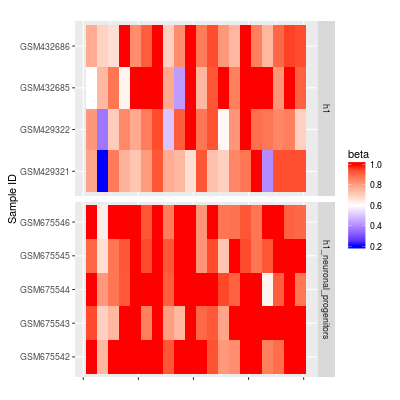 Sample ID
GSM432686
GSM432685
GSM429322
GSM429321
h1
GSM675546
GSM675545
GSM675544
GSM675543
GSM675542
h1_neuronal_progenitors
beta
1.0
0.8
0.6
0.4
0.2